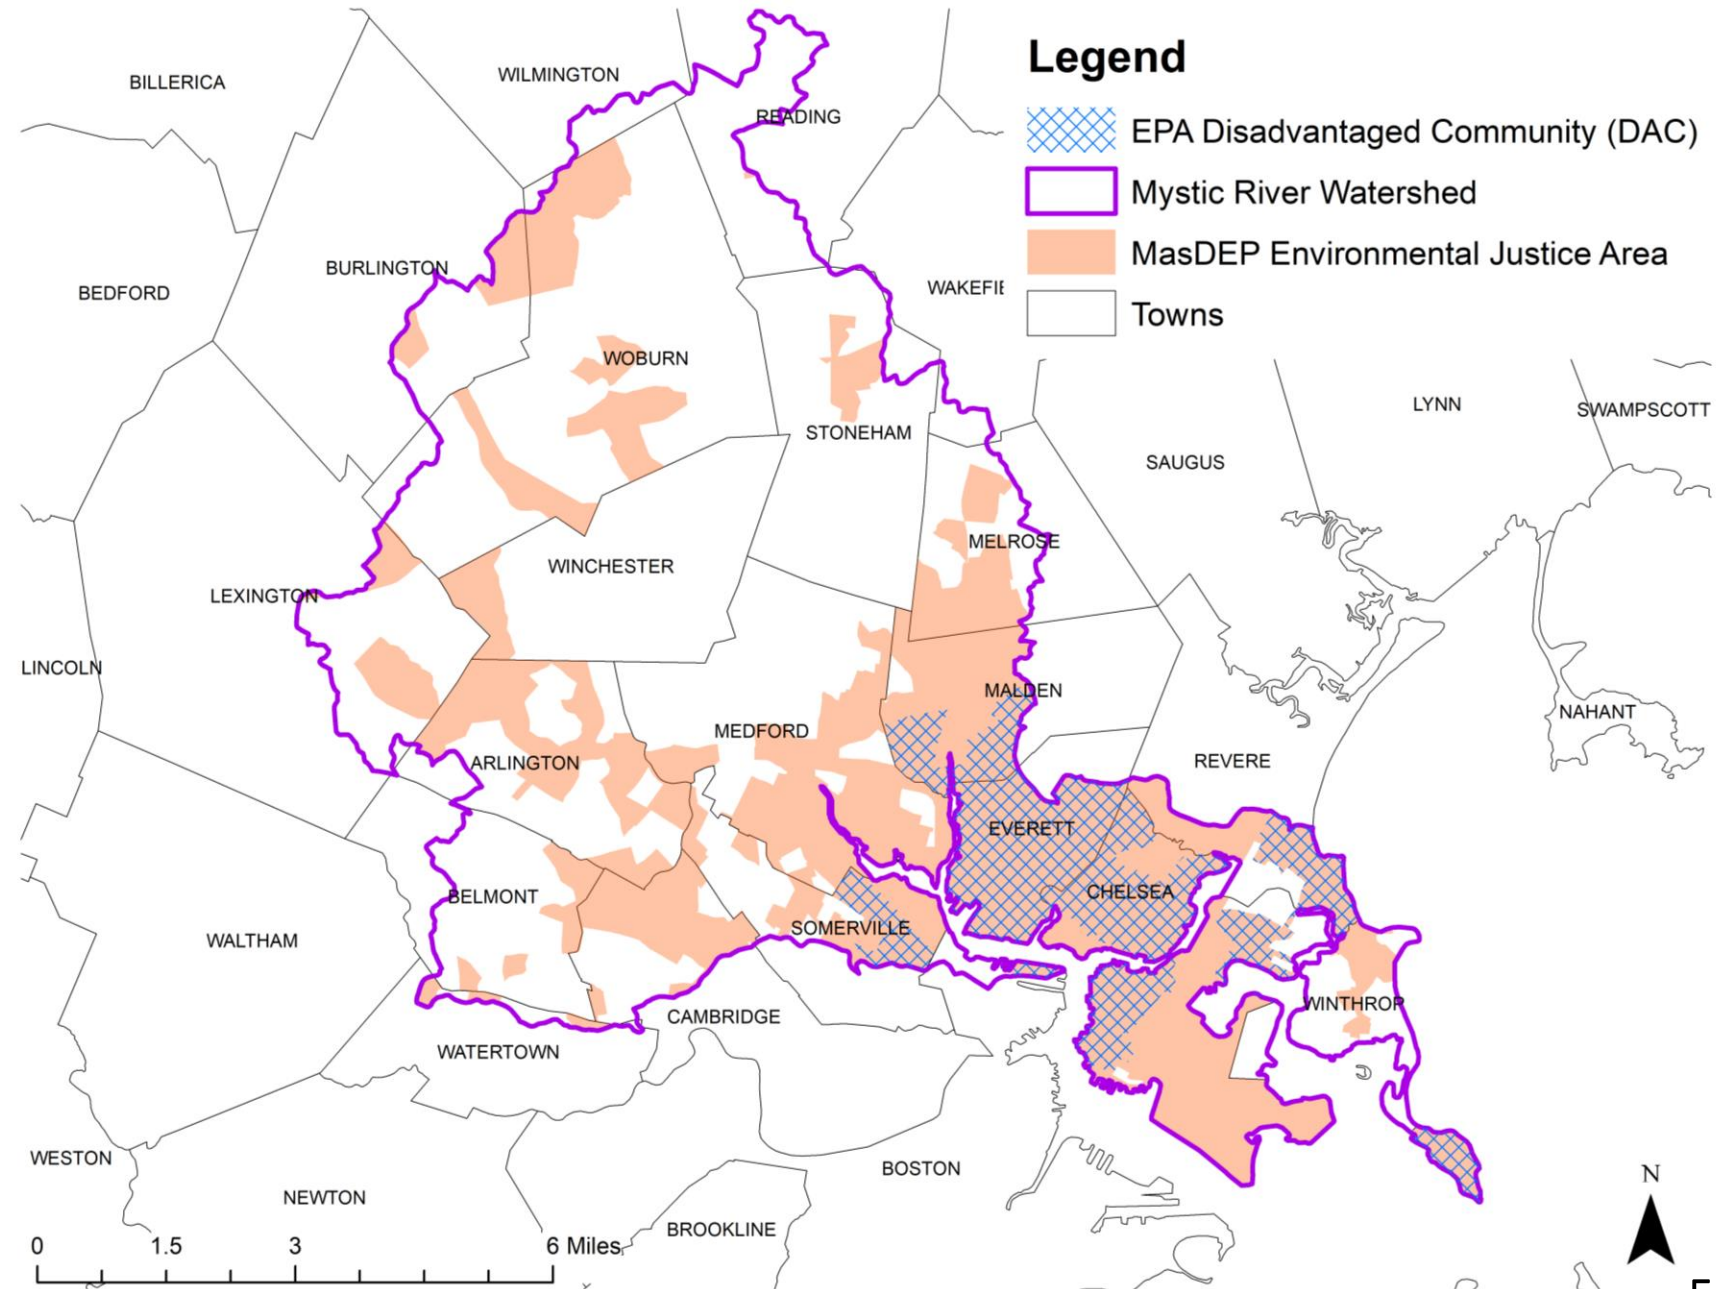 Legend
EPA Disadvantaged Community (DAC)
Mystic River Watershed
MasDEP Environmental Justice Area
Towns
BILLERICA
WILMINGTON
READING
BURLINGTON
BEDFORD
WAKEFIE
WOBURN
STONEHAM
LYNN
SWAMPSCOTT
SAUGUS
MELROSE
WINCHESTER
LEXINGTON
LINCOLN
MALDEN
NAHANT
MEDFORD
ARLINGTON
REVERE
EVERETT
BELMONT
CHELSEA
SOMERVILLE
WALTHAM
WINTHROP
CAMBRIDGE
WATERTOWN
WESTON
BOSTON
NEWTON
BROOKLINE
N
0 1.5 3 6 Miles